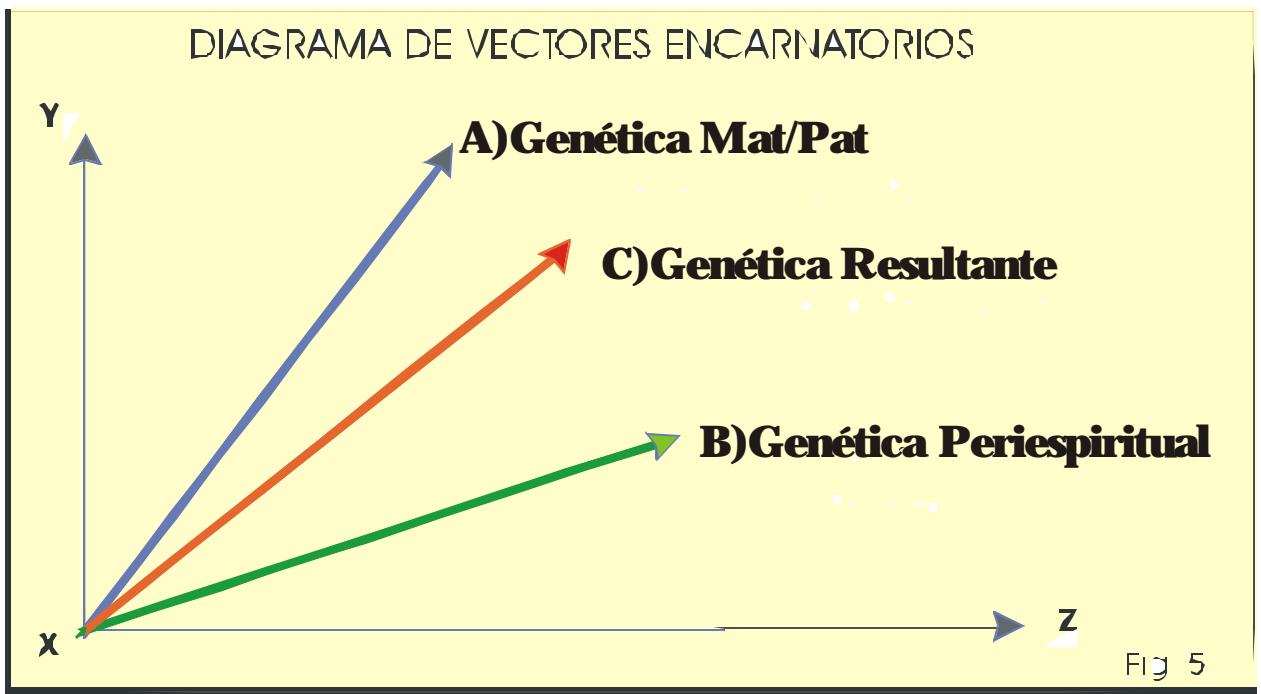 DIAGRAMA DE VECTORES ENCARNATORIOS
Y
A)Genética Mat/Pat
C)Genética Resultante
B)Genética Periespiritual
Z
X
Fig 5